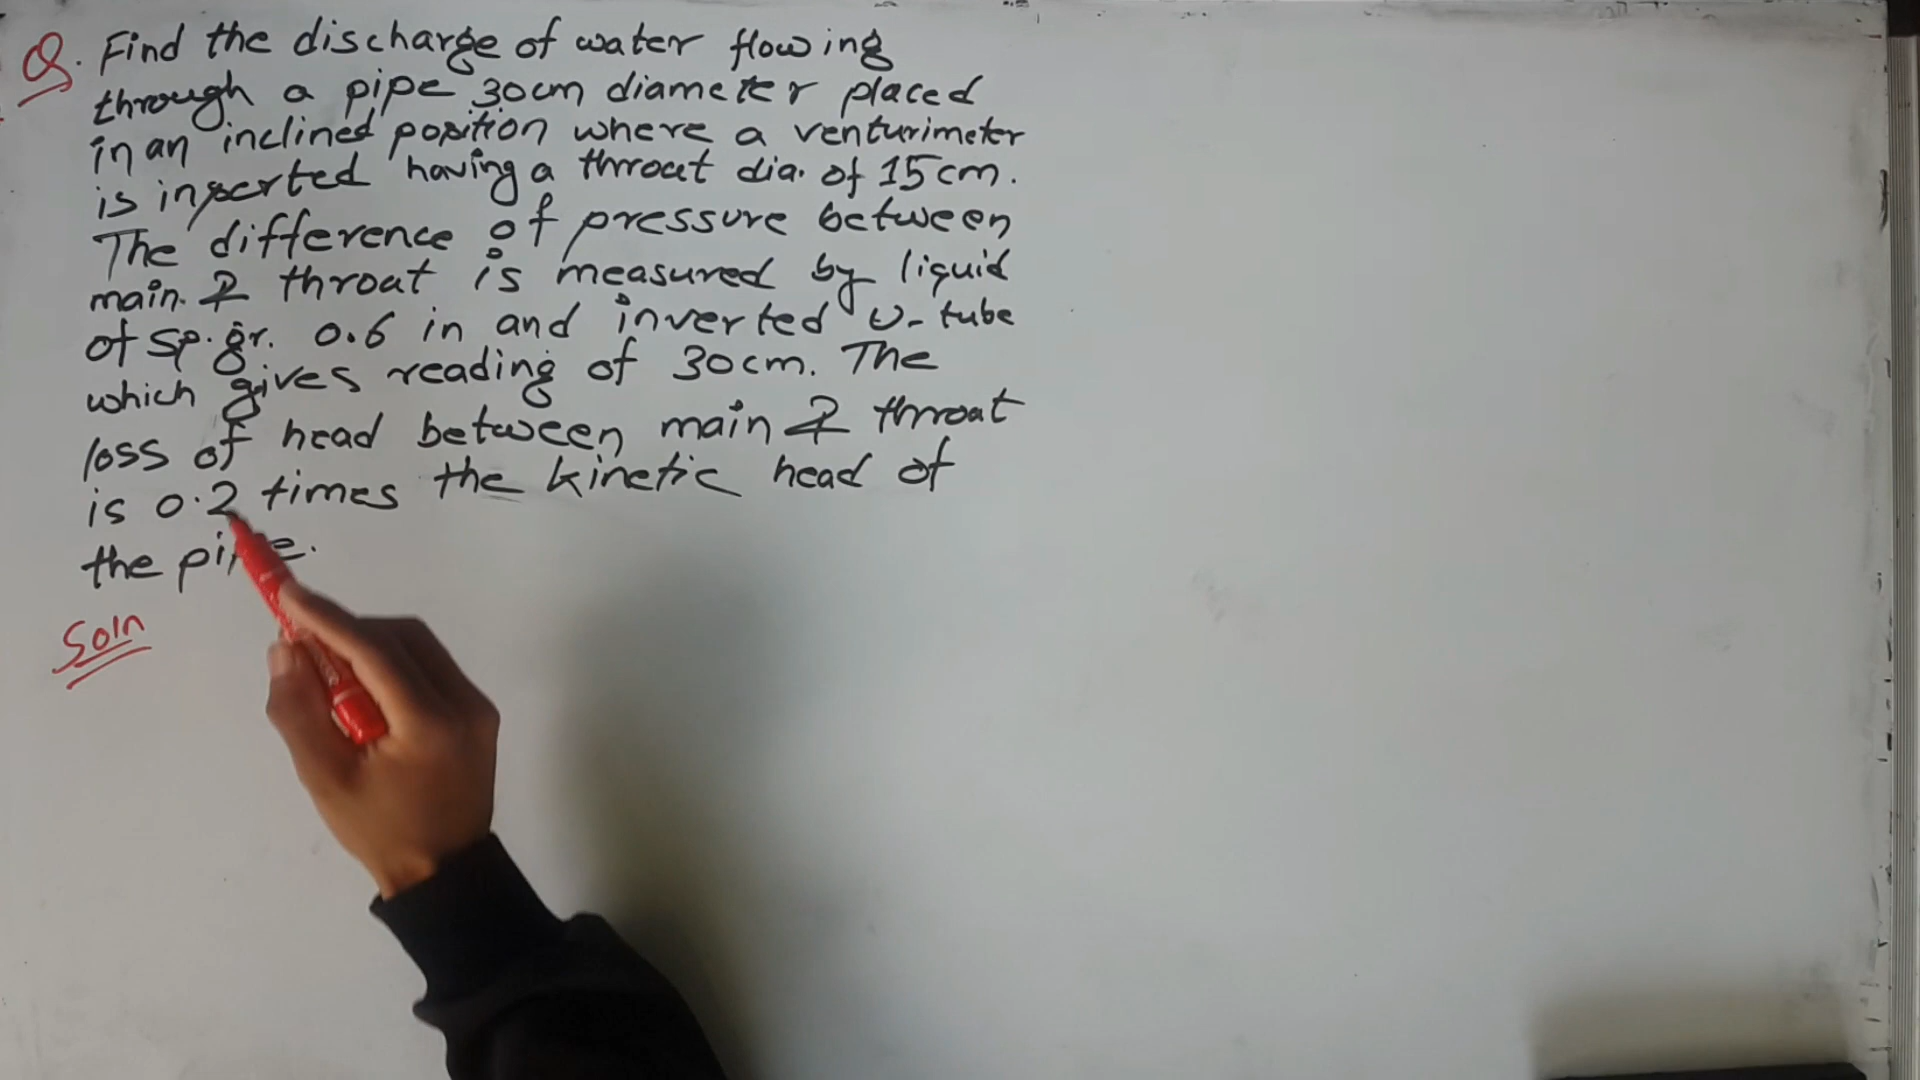 Q. Find the discharge of water flowing
through a pipe 30cm diameter placed
in an inclined position where a venturimeter
is inserted having a throat dia. of 15cm.
The difference of pressure between
main & throat is measured by liquid
of sp.gr. 0.6 in and inverted U-tube
which gives reading of 30cm. The
loss of head between main & throat
is 0.2 times the kinetic head of
the pipe.
Soln